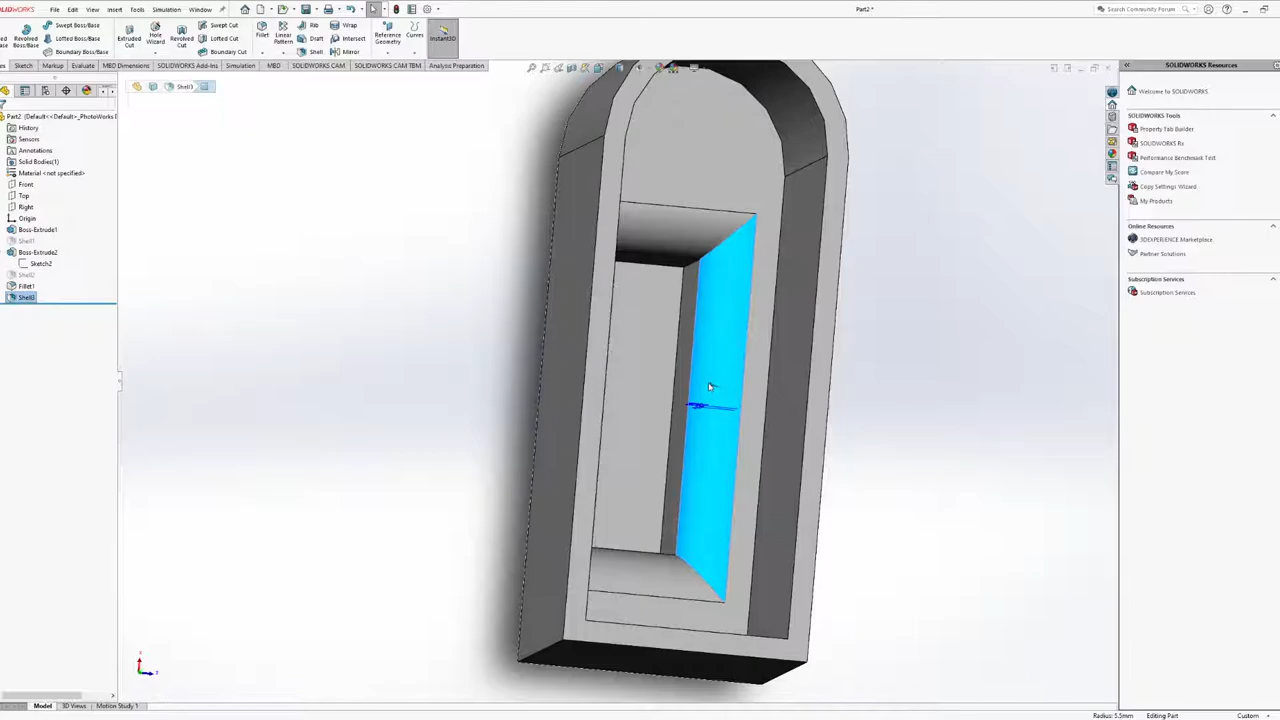 SOLIDWORKS File Edit View Insert Tools Simulation Window Part2 * Search Community Forum
Revolved Boss/Base
Swept Boss/Base
Lofted Boss/Base
Boundary Boss/Base
Extruded Cut
Hole Wizard
Revolved Cut
Swept Cut
Lofted Cut
Boundary Cut
Fillet
Linear Pattern
Rib
Draft
Shell
Wrap
Intersect
Mirror
Reference Geometry
Curves
Instant3D
Sketch Markup Evaluate MBD Dimensions SOLIDWORKS Add-Ins Simulation MBD SOLIDWORKS CAM SOLIDWORKS CAM TBM Analysis Preparation
Shell3
Part2 (Default<<Default>_PhotoWorks D
History
Sensors
Annotations
Solid Bodies(1)
Material <not specified>
Front
Top
Right
Origin
Boss-Extrude1
Shell1
Boss-Extrude2
Sketch2
Shell2
Fillet1
Shell3
SOLIDWORKS Resources
Welcome to SOLIDWORKS
SOLIDWORKS Tools
Property Tab Builder
SOLIDWORKS Rx
Performance Benchmark Test
Compare My Score
Copy Settings Wizard
My Products
Online Resources
3DEXPERIENCE Marketplace
Partner Solutions
Subscription Services
Subscription Services
Model 3D Views Motion Study 1
Radius: 5.5mm Editing Part Custom